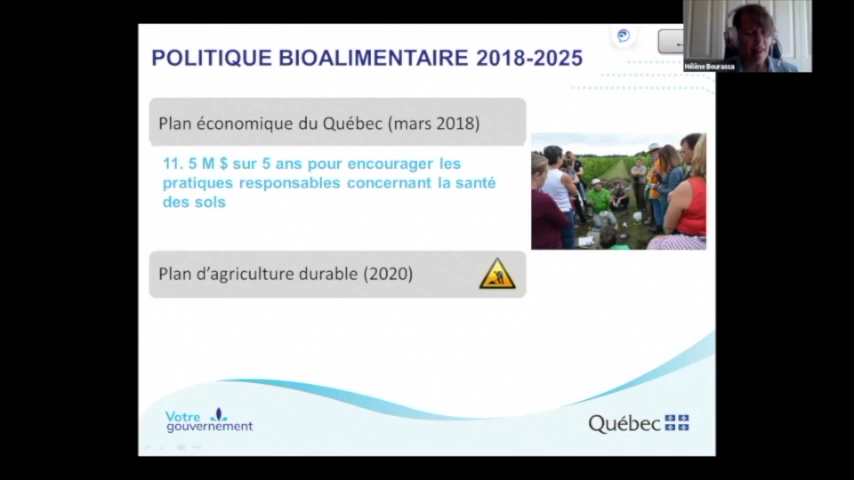 POLITIQUE BIOALIMENTAIRE 2018-2025
Hélène Bourassa
Plan économique du Québec (mars 2018)
11. 5 M $ sur 5 ans pour encourager les
pratiques responsables concernant la santé
des sols
Plan d'agriculture durable (2020)
Votre
gouvernement
Québec